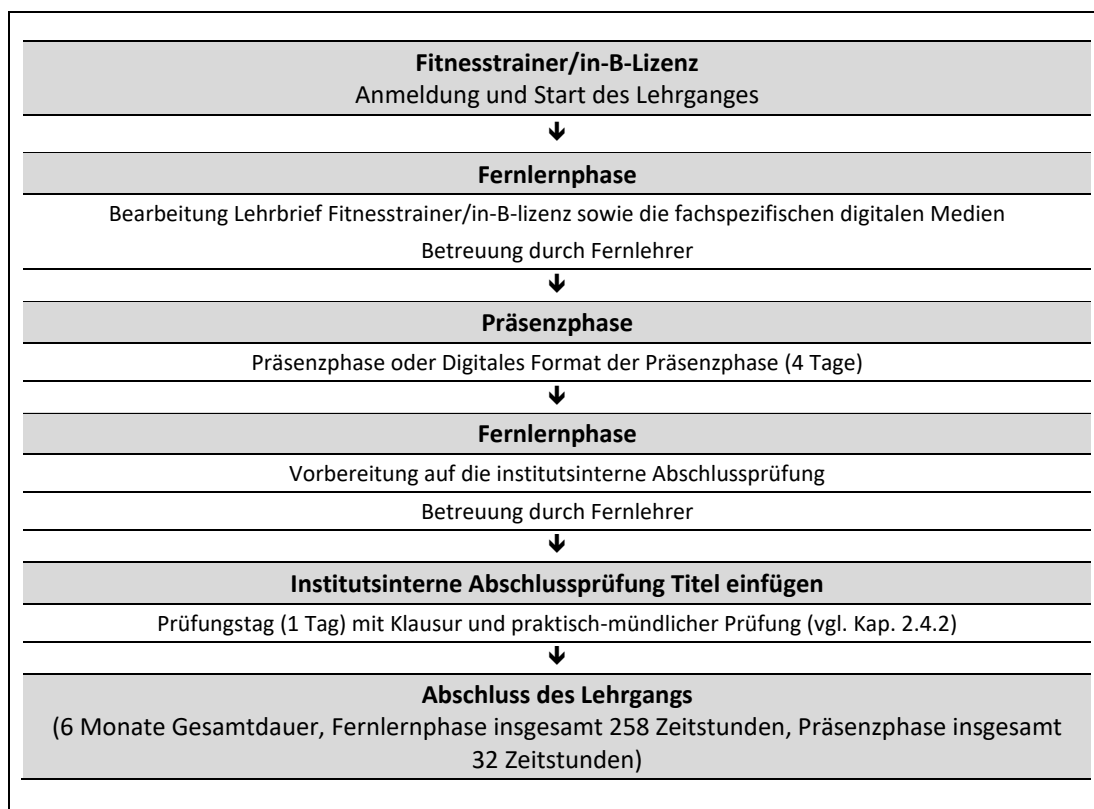 Fitnesstrainer/in-B-Lizenz
Anmeldung und Start des Lehrganges
Fernlernphase
Bearbeitung Lehrbrief Fitnesstrainer/in-B-lizenz sowie die fachspezifischen digitalen Medien
Betreuung durch Fernlehrer
Präsenzphase
Präsenzphase oder Digitales Format der Präsenzphase (4 Tage)
Fernlernphase
Vorbereitung auf die institutsinterne Abschlussprüfung
Betreuung durch Fernlehrer
Institutsinterne Abschlussprüfung Titel einfügen
Prüfungstag (1 Tag) mit Klausur und praktisch-mündlicher Prüfung (vgl. Kap. 2.4.2)
Abschluss des Lehrgangs
(6 Monate Gesamtdauer, Fernlernphase insgesamt 258 Zeitstunden, Präsenzphase insgesamt
32 Zeitstunden)